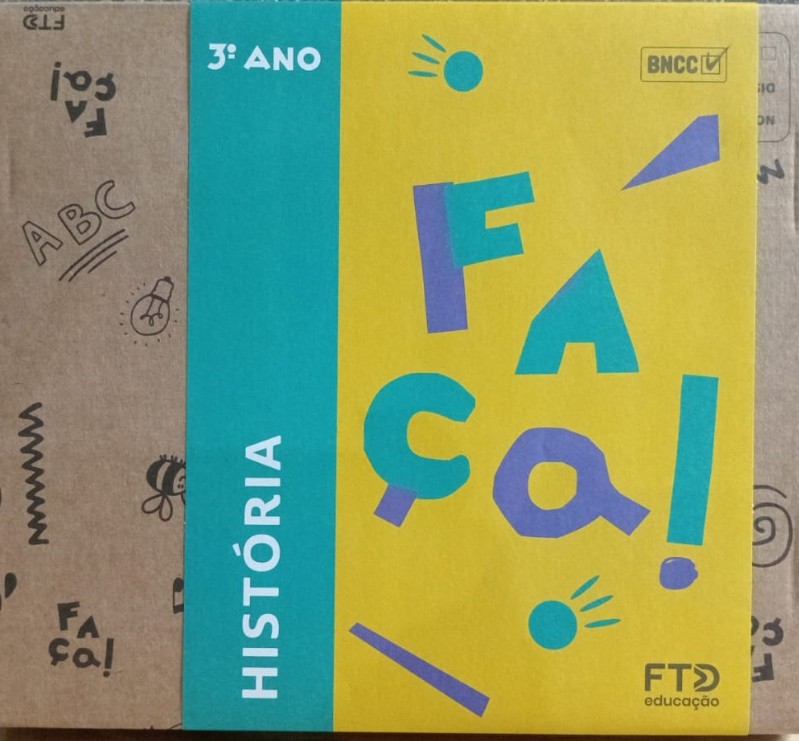 FTD
educação
FA
ça!
ABC
FA
ça!
3º ANO
HISTÓRIA
BNCC
FA
ça!
FTD
educação